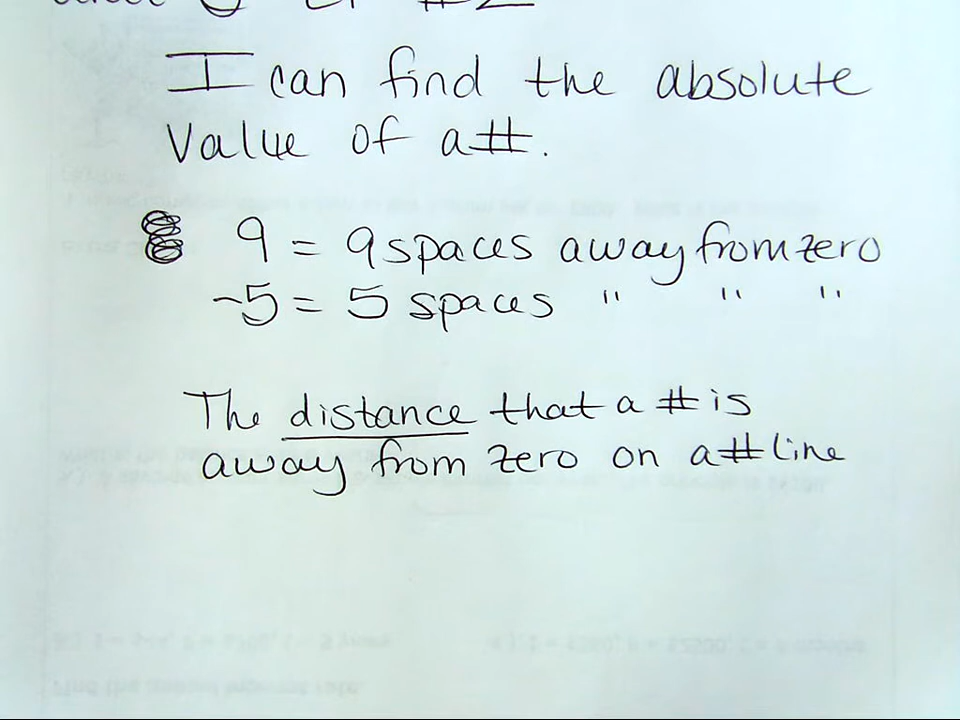 #2
I can find the absolute
value of a #.
9 = 9 spaces away from zero
-5 = 5 spaces " " "
The distance that a # is
away from zero on a # line